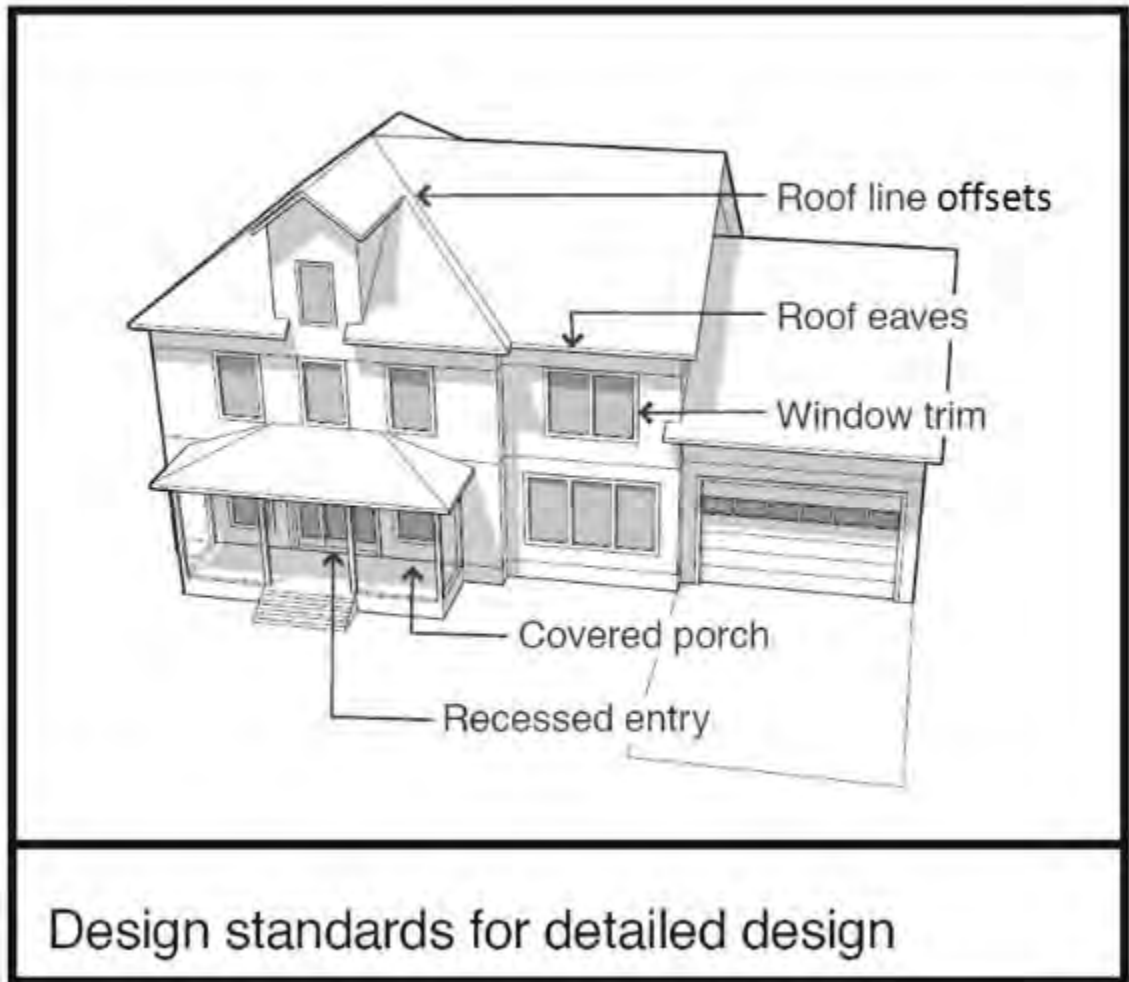 Roof line offsets
Roof eaves
Window trim
Covered porch
Recessed entry
Design standards for detailed design